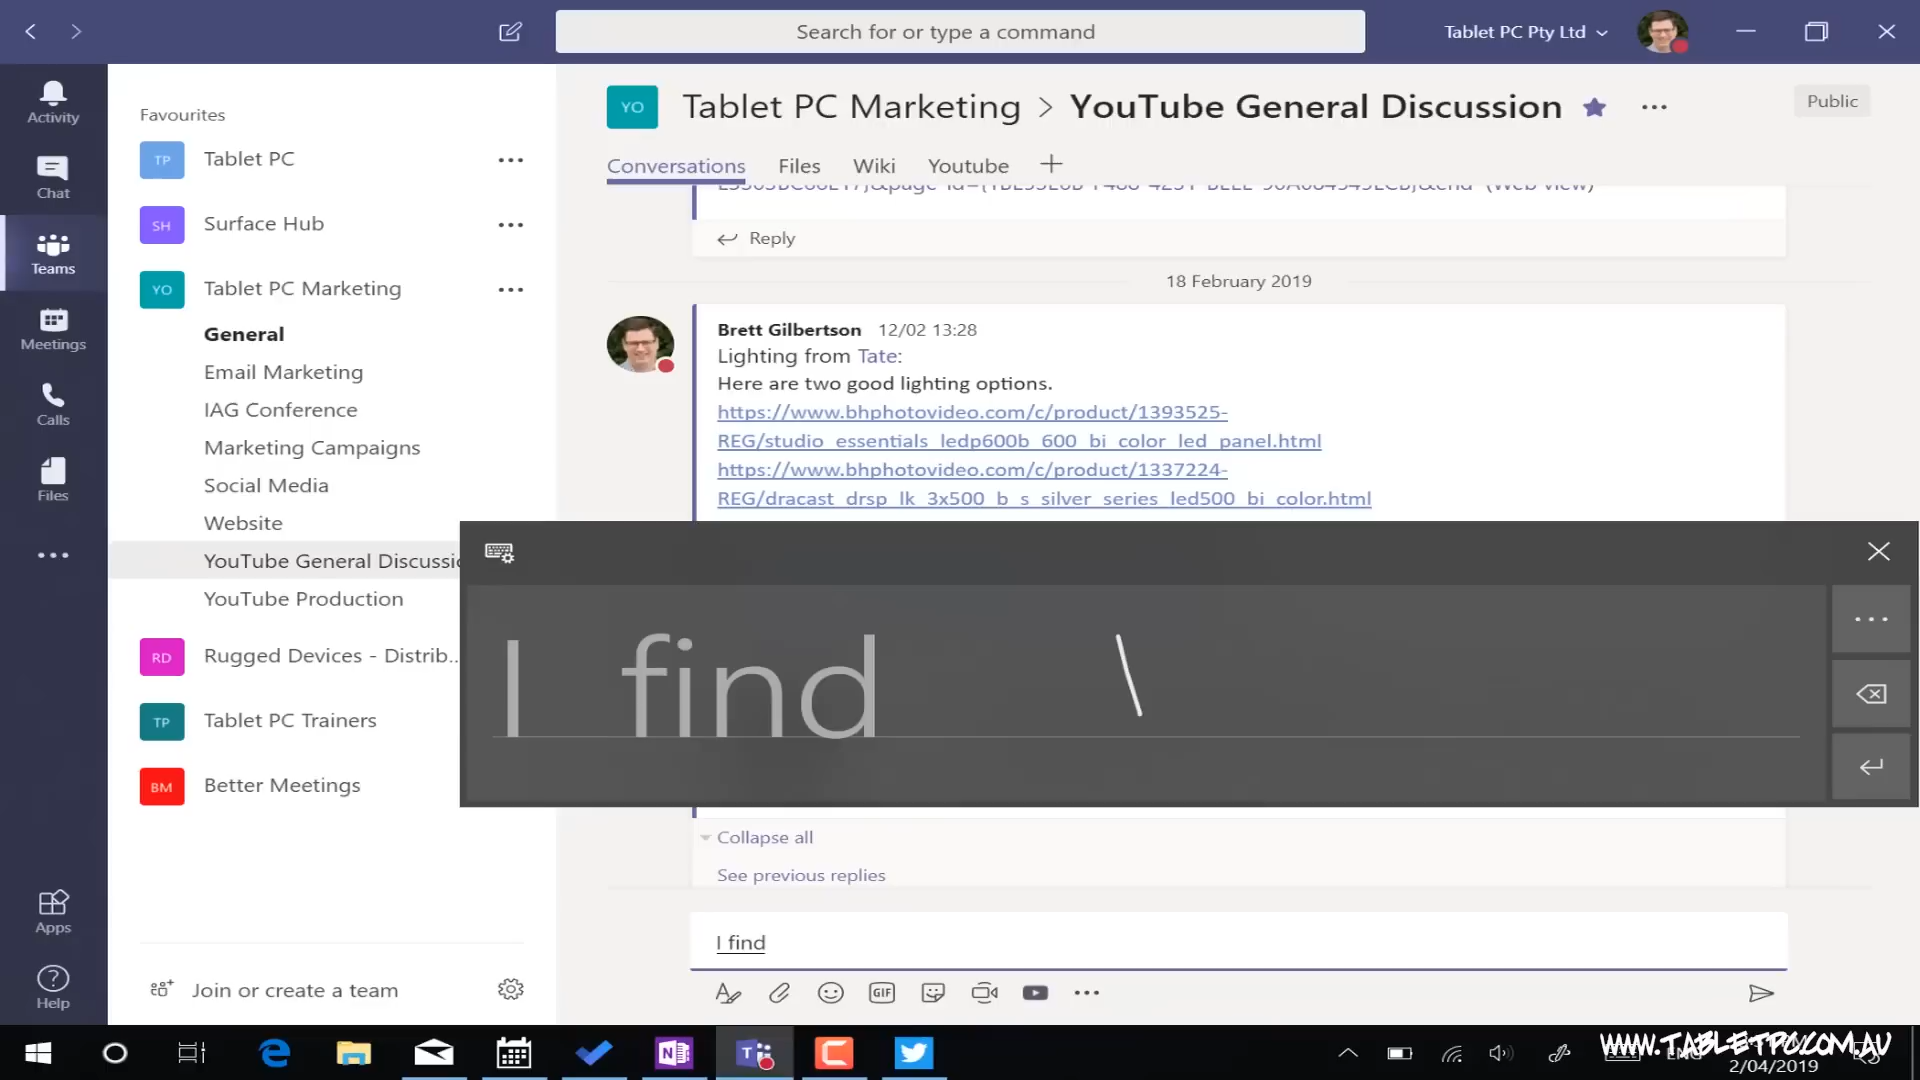 Search for or type a command
Tablet PC Pty Ltd
Activity
Chat
Teams
Meetings
Calls
Files
Apps
Help
Favourites
TP Tablet PC
SH Surface Hub
YO Tablet PC Marketing
General
Email Marketing
IAG Conference
Marketing Campaigns
Social Media
Website
YouTube General Discussio
YouTube Production
RD Rugged Devices - Distrib...
TP Tablet PC Trainers
BM Better Meetings
Join or create a team
YO Tablet PC Marketing > YouTube General Discussion
Public
Conversations Files Wiki Youtube
Reply
18 February 2019
Brett Gilbertson 12/02 13:28
Lighting from Tate:
Here are two good lighting options.
https://www.bhphotovideo.com/c/product/1393525-
REG/studio_essentials_ledp600b_600_bi_color_led_panel.html
https://www.bhphotovideo.com/c/product/1337224-
REG/dracast_drsp_lk_3x500_b_s_silver_series_led500_bi_color.html
I find
Collapse all
See previous replies
I find
GIF
WWW.TABLETPC.COM.AU
2/04/2019